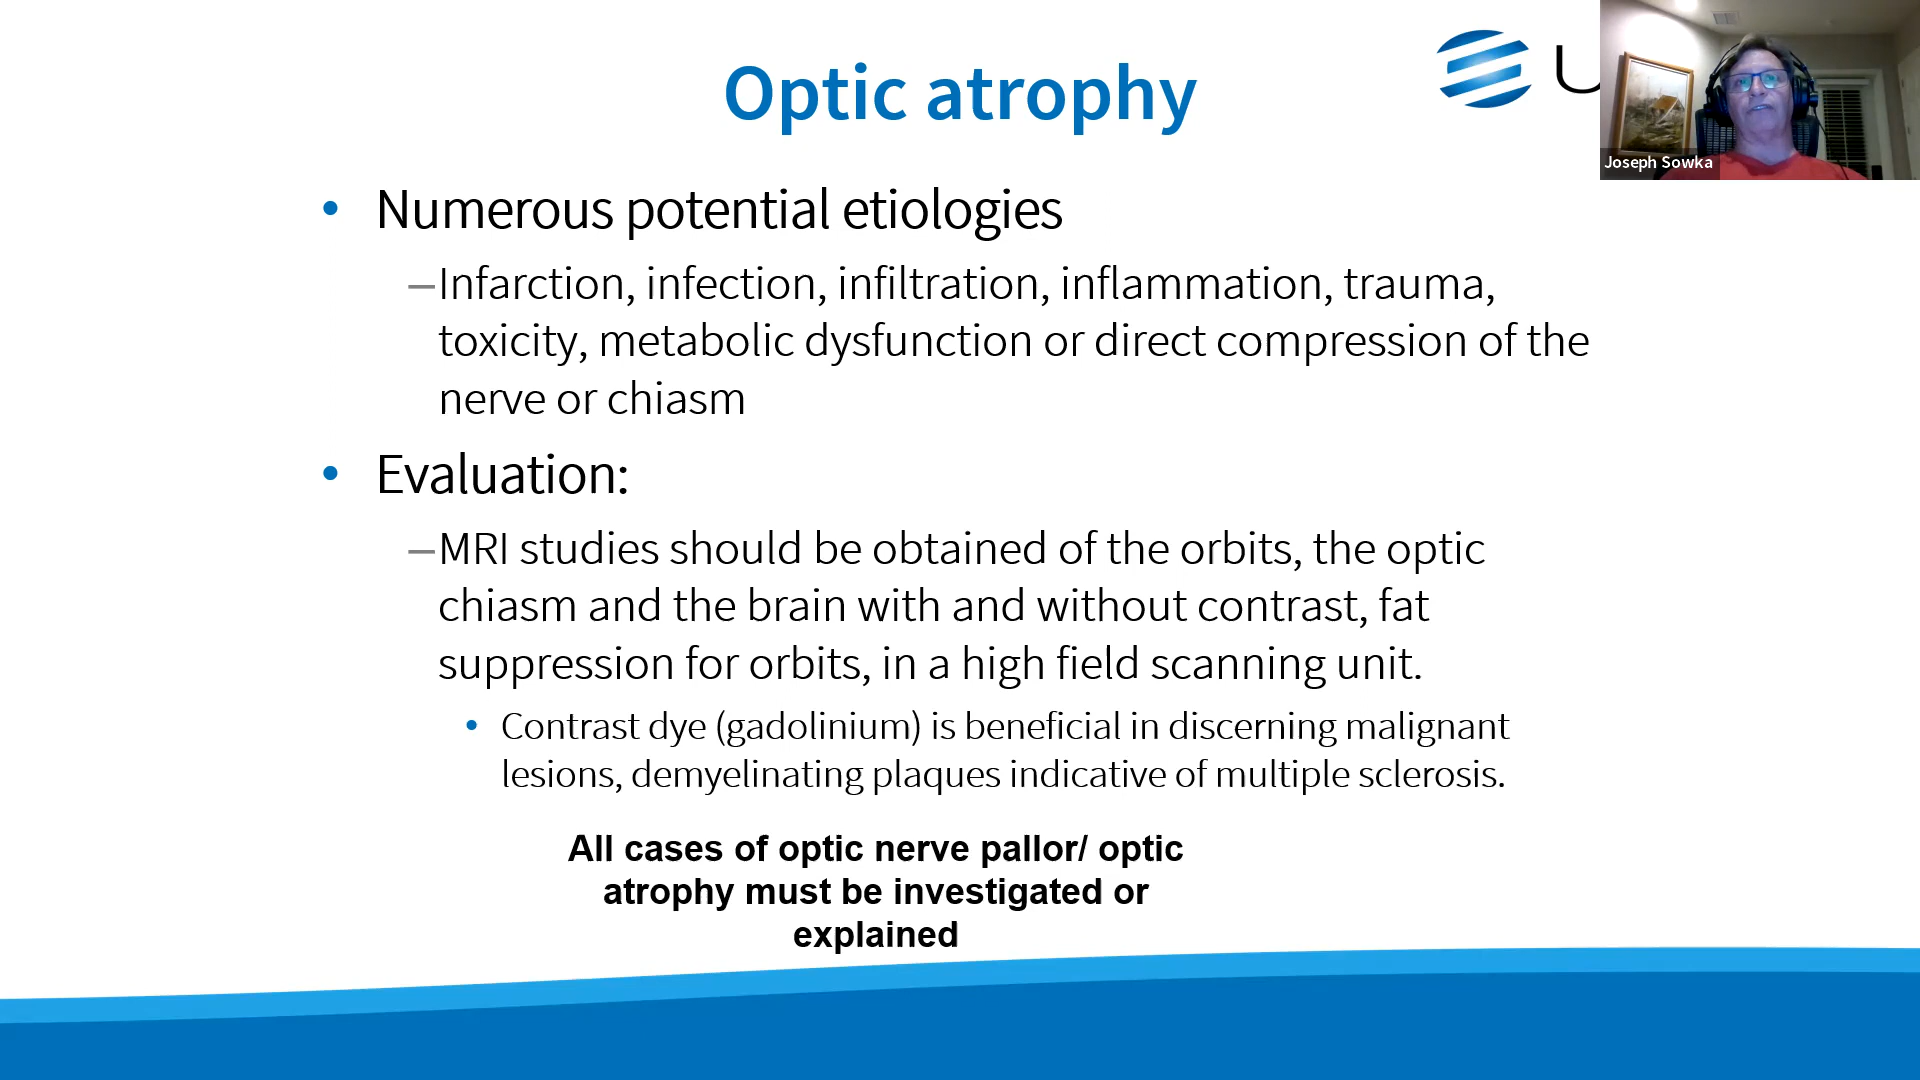 Optic atrophy
U
Joseph Sowka
• Numerous potential etiologies
–Infarction, infection, infiltration, inflammation, trauma,
toxicity, metabolic dysfunction or direct compression of the
nerve or chiasm
• Evaluation:
–MRI studies should be obtained of the orbits, the optic
chiasm and the brain with and without contrast, fat
suppression for orbits, in a high field scanning unit.
• Contrast dye (gadolinium) is beneficial in discerning malignant
lesions, demyelinating plaques indicative of multiple sclerosis.
All cases of optic nerve pallor/ optic
atrophy must be investigated or
explained